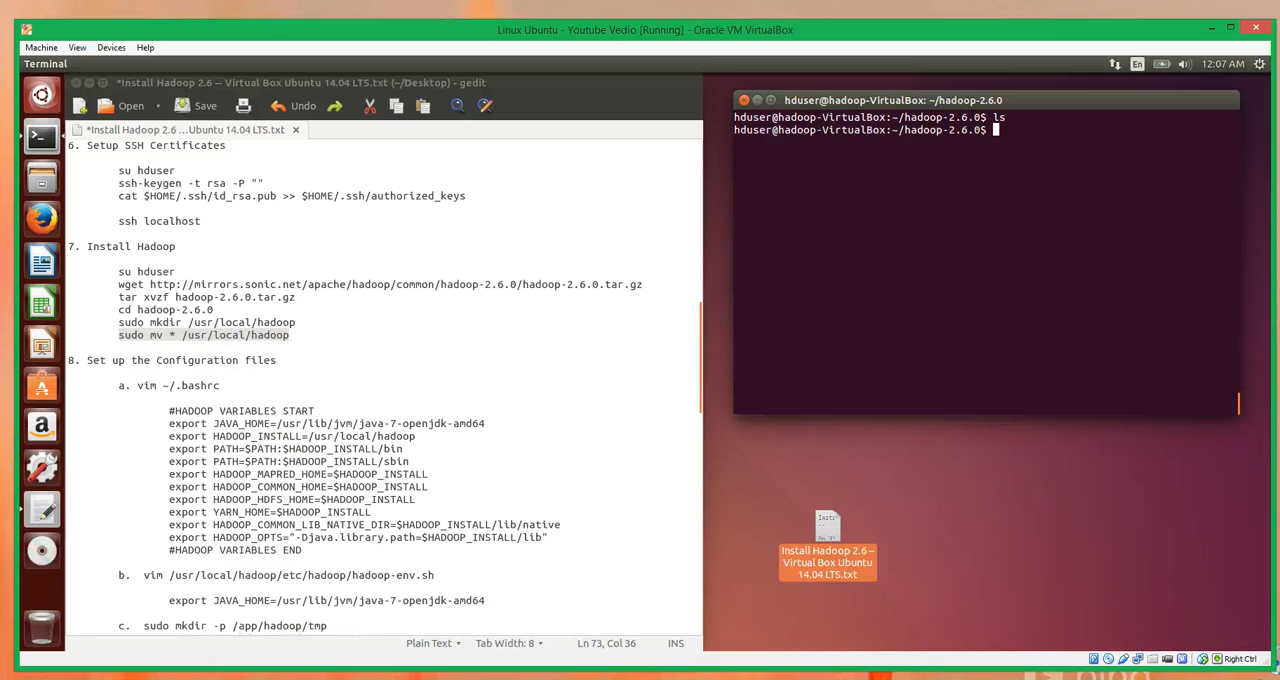 Linux Ubuntu - Youtube Vedio [Running] - Oracle VM VirtualBox
Machine View Devices Help
Terminal
En
12:07 AM
*Install Hadoop 2.6 -- Virtual Box Ubuntu 14.04 LTS.txt (~/Desktop) - gedit
Open Save Undo
*Install Hadoop 2.6 ...Ubuntu 14.04 LTS.txt
6. Setup SSH Certificates
su hduser
ssh-keygen -t rsa -P ""
cat $HOME/.ssh/id_rsa.pub >> $HOME/.ssh/authorized_keys
ssh localhost
7. Install Hadoop
su hduser
wget http://mirrors.sonic.net/apache/hadoop/common/hadoop-2.6.0/hadoop-2.6.0.tar.gz
tar xvzf hadoop-2.6.0.tar.gz
cd hadoop-2.6.0
sudo mkdir /usr/local/hadoop
sudo mv * /usr/local/hadoop
8. Set up the Configuration files
a. vim ~/.bashrc
#HADOOP VARIABLES START
export JAVA_HOME=/usr/lib/jvm/java-7-openjdk-amd64
export HADOOP_INSTALL=/usr/local/hadoop
export PATH=$PATH:$HADOOP_INSTALL/bin
export PATH=$PATH:$HADOOP_INSTALL/sbin
export HADOOP_MAPRED_HOME=$HADOOP_INSTALL
export HADOOP_COMMON_HOME=$HADOOP_INSTALL
export HADOOP_HDFS_HOME=$HADOOP_INSTALL
export YARN_HOME=$HADOOP_INSTALL
export HADOOP_COMMON_LIB_NATIVE_DIR=$HADOOP_INSTALL/lib/native
export HADOOP_OPTS="-Djava.library.path=$HADOOP_INSTALL/lib"
#HADOOP VARIABLES END
b. vim /usr/local/hadoop/etc/hadoop/hadoop-env.sh
export JAVA_HOME=/usr/lib/jvm/java-7-openjdk-amd64
c. sudo mkdir -p /app/hadoop/tmp
Plain Text Tab Width: 8 Ln 73, Col 36 INS
hduser@hadoop-VirtualBox: ~/hadoop-2.6.0
hduser@hadoop-VirtualBox:~/hadoop-2.6.0$ ls
hduser@hadoop-VirtualBox:~/hadoop-2.6.0$
Install Hadoop 2.6 –
Virtual Box Ubuntu
14.04 LTS.txt
Right Ctrl